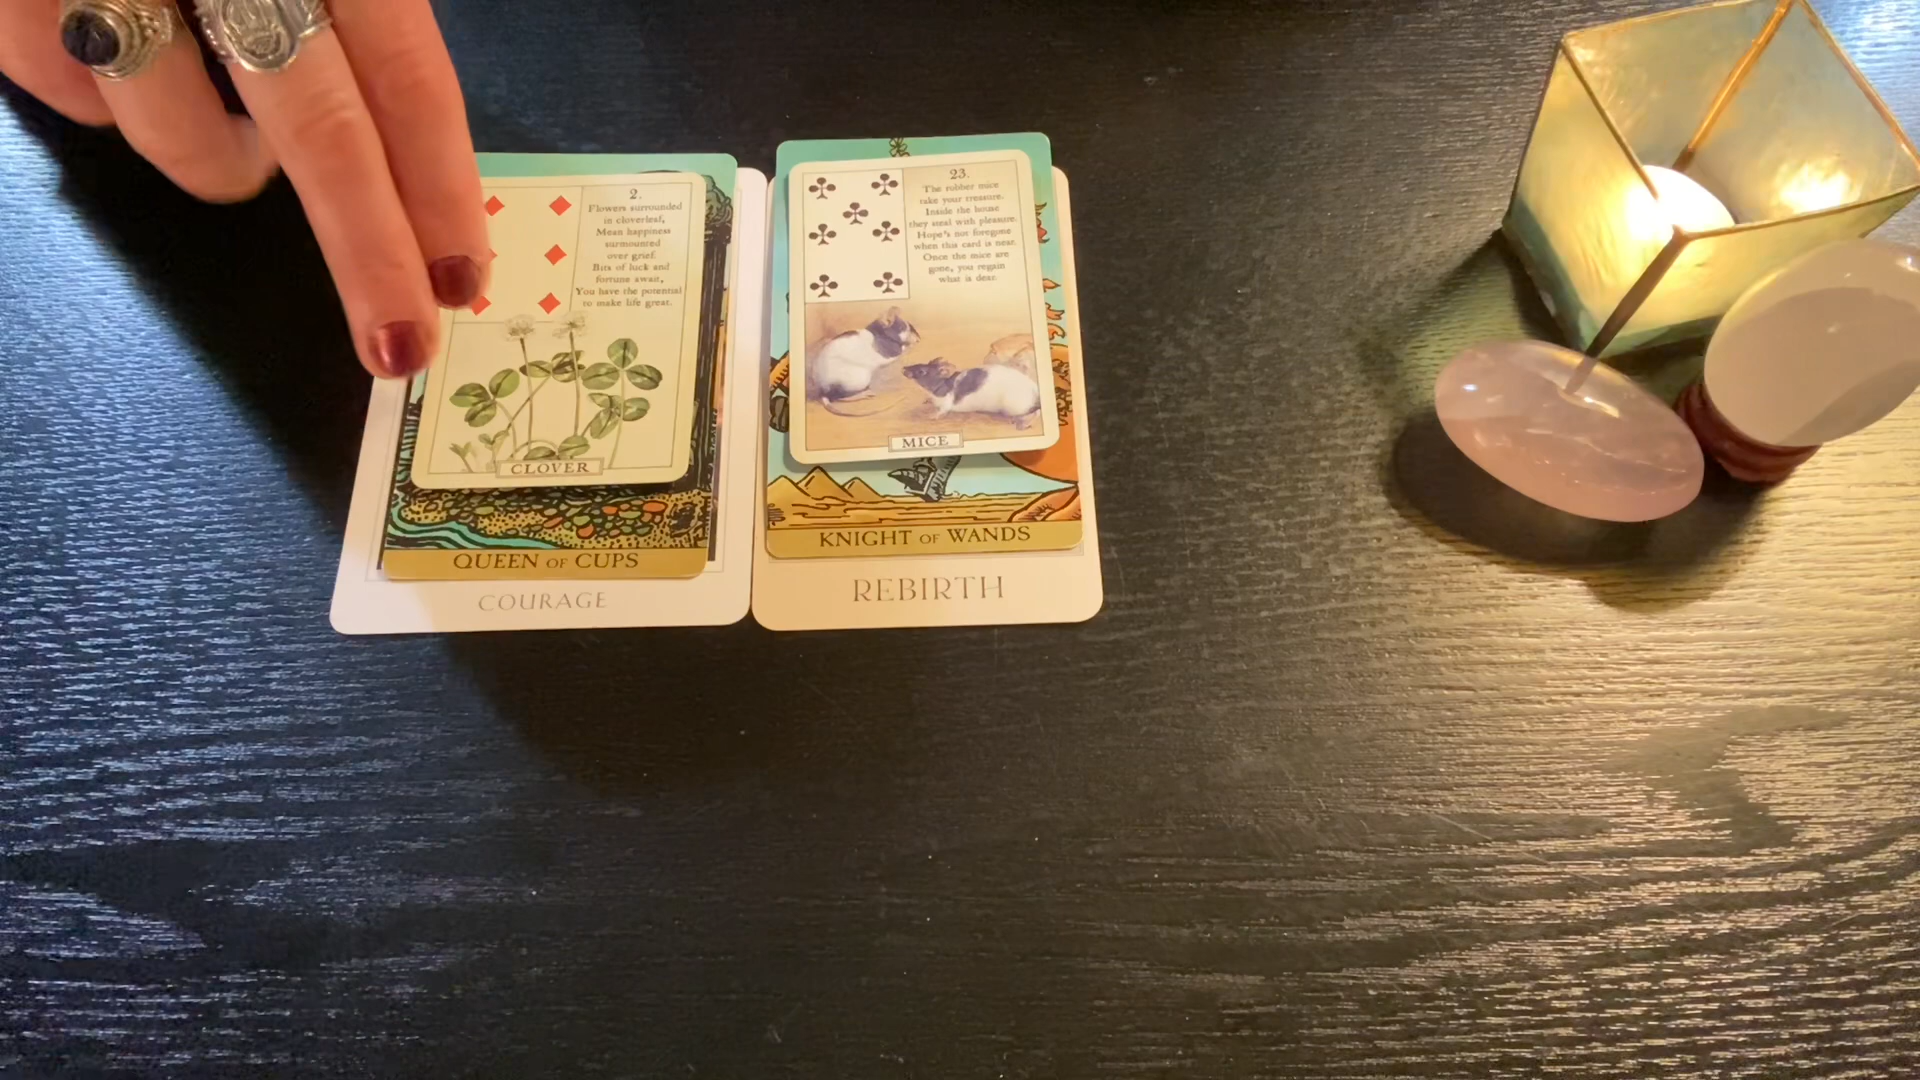 2.
Flowers surrounded
in cloverleaf,
Mean happiness
surmounted
over grief.
Bits of luck and
fortune await,
You have the potential
to make life great.
CLOVER
QUEEN OF CUPS
COURAGE
23.
The robber mice
take your treasure.
Inside the house
they steal with pleasure.
Hope's not foregone
when this card is near.
Once the mice are
gone, you regain
what is dear.
MICE
KNIGHT OF WANDS
REBIRTH